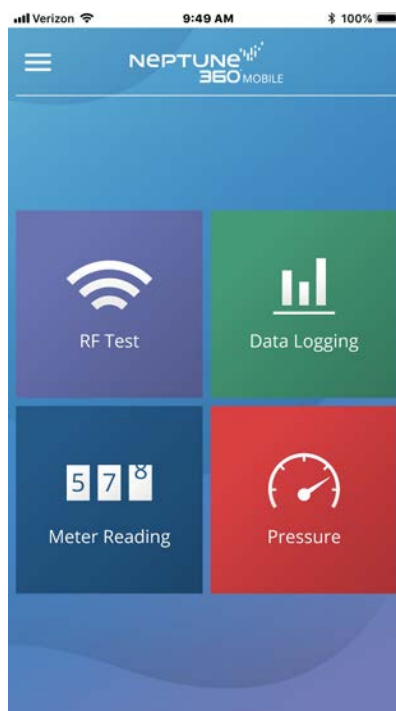 Verizon 9:49 AM 100%
NEPTUNE
360 MOBILE
RF Test
Data Logging
5 7 8
Meter Reading
Pressure